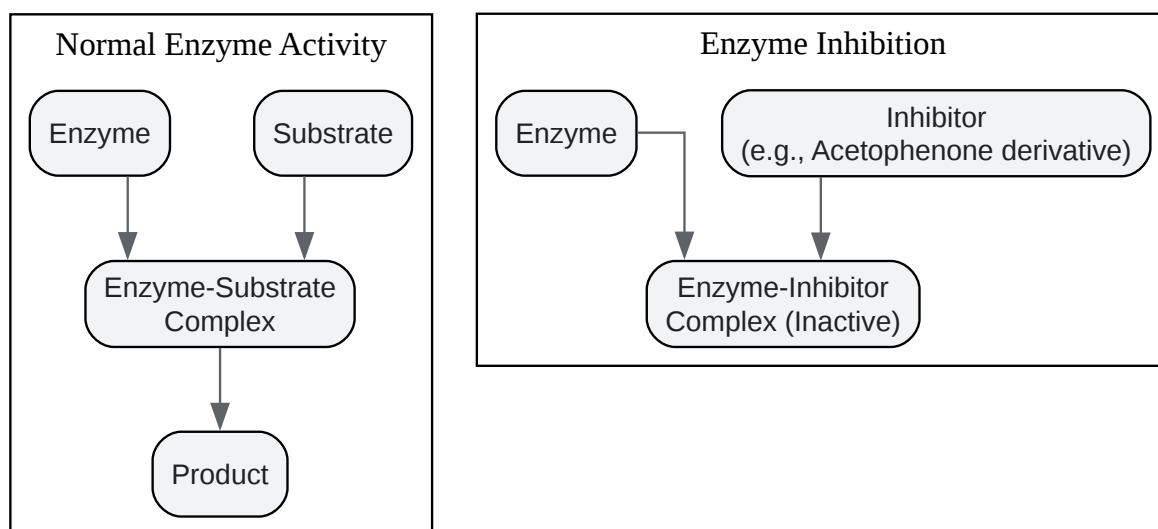 Normal Enzyme Activity
Enzyme
Substrate
Enzyme-Substrate
Complex
Product
Enzyme Inhibition
Enzyme
Inhibitor
(e.g., Acetophenone derivative)
Enzyme-Inhibitor
Complex (Inactive)